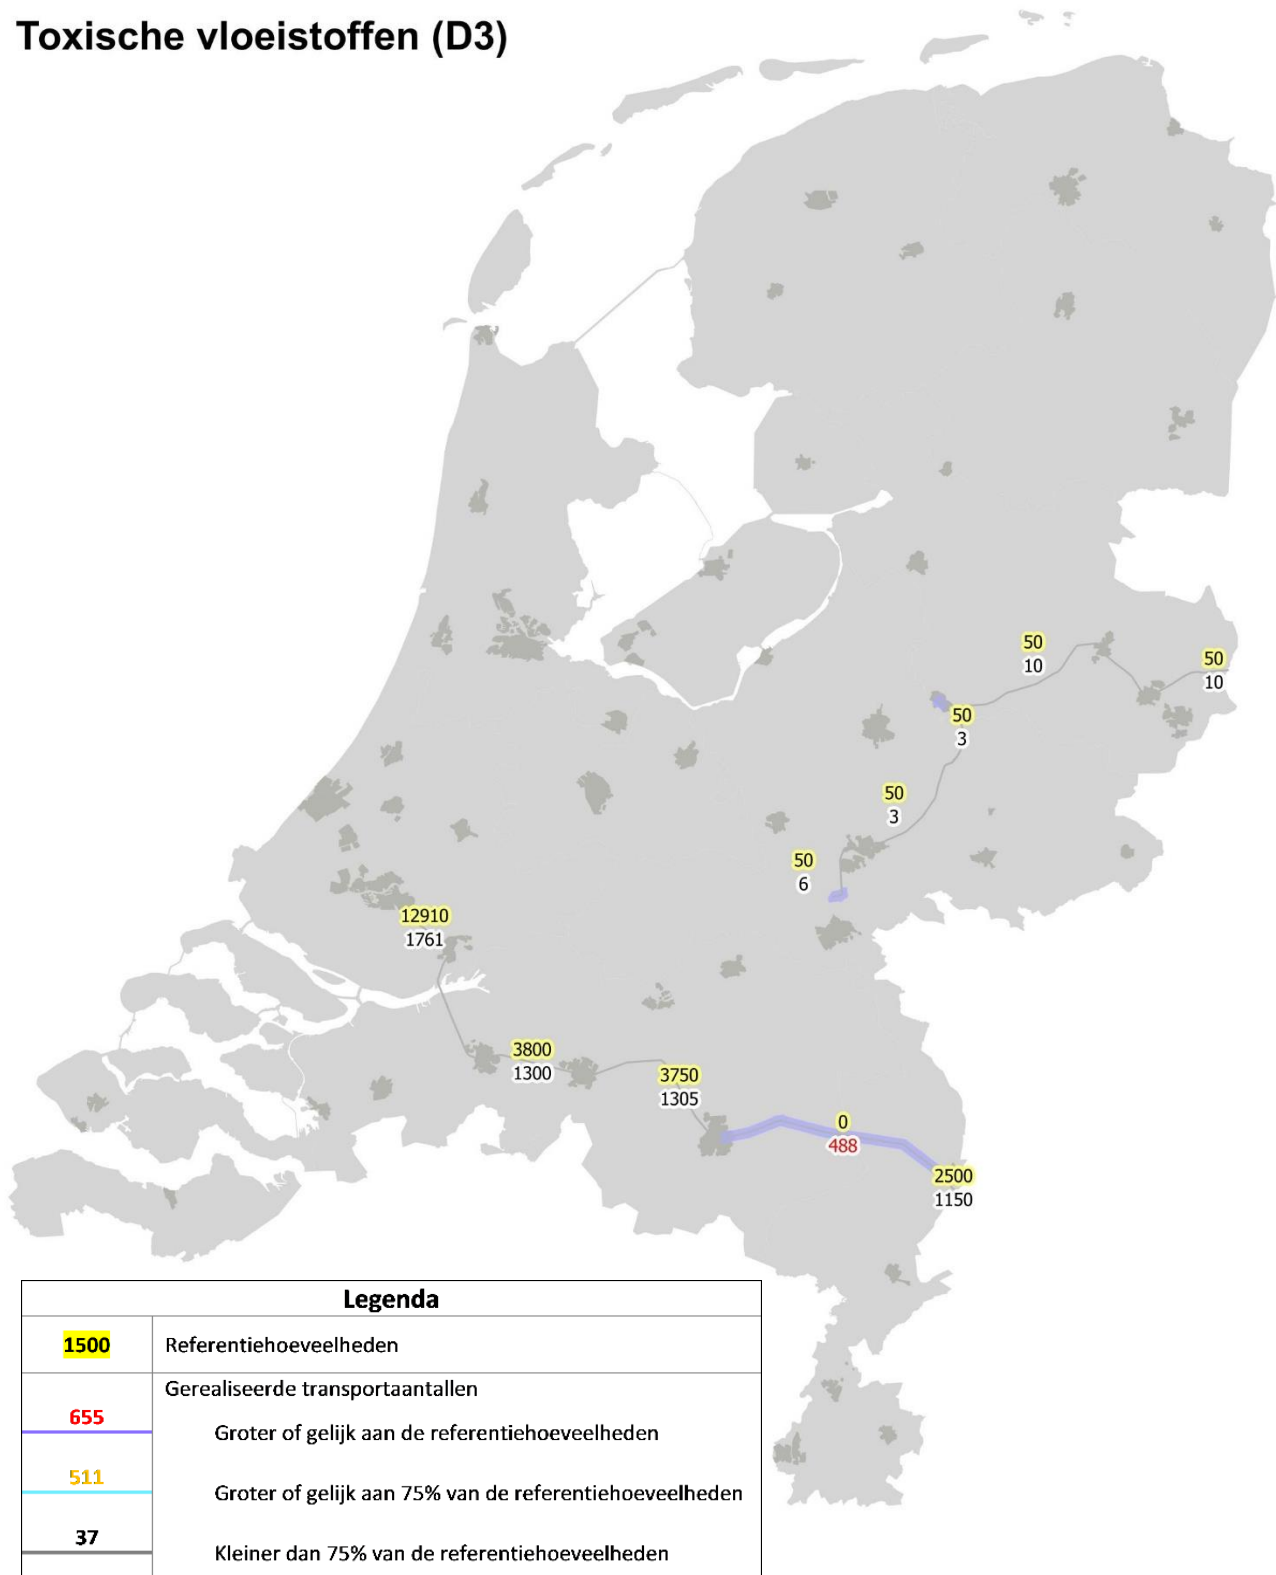 Toxische vloeistoffen (D3)
50
10
50
10
50
3
50
3
50
6
12910
1761
3800
1300
3750
1305
0
488
2500
1150
Legenda
1500 Referentiehoeveelheden
Gerealiseerde transportaantallen
655 Groter of gelijk aan de referentiehoeveelheden
511 Groter of gelijk aan 75% van de referentiehoeveelheden
37 Kleiner dan 75% van de referentiehoeveelheden